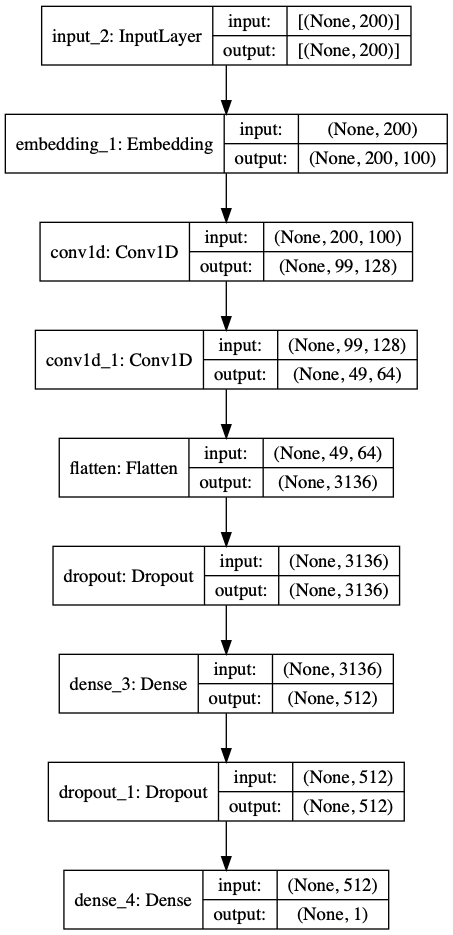 input_2: InputLayer
input: [(None, 200)]
output: [(None, 200)]
embedding_1: Embedding
input: (None, 200)
output: (None, 200, 100)
conv1d: Conv1D
input: (None, 200, 100)
output: (None, 99, 128)
conv1d_1: Conv1D
input: (None, 99, 128)
output: (None, 49, 64)
flatten: Flatten
input: (None, 49, 64)
output: (None, 3136)
dropout: Dropout
input: (None, 3136)
output: (None, 3136)
dense_3: Dense
input: (None, 3136)
output: (None, 512)
dropout_1: Dropout
input: (None, 512)
output: (None, 512)
dense_4: Dense
input: (None, 512)
output: (None, 1)